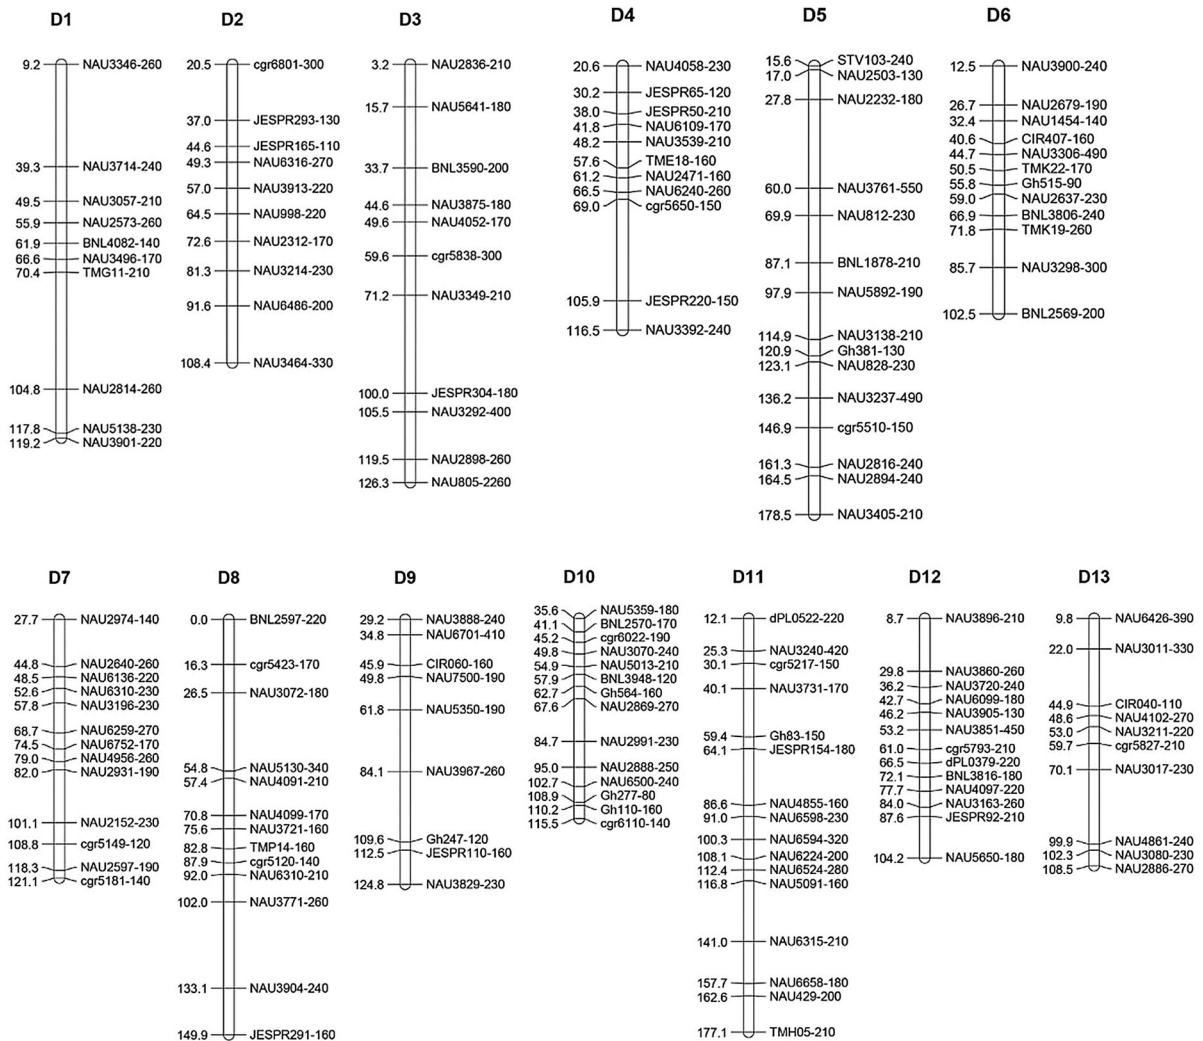 D1
9.2 NAU3346-260
39.3 NAU3714-240
49.5 NAU3057-210
55.9 NAU2573-260
61.9 BNL4082-140
66.6 NAU3496-170
70.4 TMG11-210
104.8 NAU2814-260
117.8 NAU5138-230
119.2 NAU3901-220
D2
20.5 cgr6801-300
37.0 JESPR293-130
44.6 JESPR165-110
49.3 NAU6316-270
57.0 NAU3913-220
64.5 NAU998-220
72.6 NAU2312-170
81.3 NAU3214-230
91.6 NAU6486-200
108.4 NAU3464-330
D3
3.2 NAU2836-210
15.7 NAU5641-180
33.7 BNL3590-200
44.6 NAU3875-180
49.6 NAU4052-170
59.6 cgr5838-300
71.2 NAU3349-210
100.0 JESPR304-180
105.5 NAU3292-400
119.5 NAU2898-260
126.3 NAU805-2260
D4
20.6 NAU4058-230
30.2 JESPR65-120
38.0 JESPR50-210
41.8 NAU6109-170
48.2 NAU3539-210
57.6 TME18-160
61.2 NAU2471-160
66.5 NAU6240-260
69.0 cgr5650-150
105.9 JESPR220-150
116.5 NAU3392-240
D5
15.6 STV103-240
17.0 NAU2503-130
27.8 NAU2232-180
60.0 NAU3761-550
69.9 NAU812-230
87.1 BNL1878-210
97.9 NAU5892-190
114.9 NAU3138-210
120.9 Gh381-130
123.1 NAU828-230
136.2 NAU3237-490
146.9 cgr5510-150
161.3 NAU2816-240
164.5 NAU2894-240
178.5 NAU3405-210
D6
12.5 NAU3900-240
26.7 NAU2679-190
32.4 NAU1454-140
40.6 CIR407-160
44.7 NAU3306-490
50.5 TMK22-170
55.8 Gh515-90
59.0 NAU2637-230
66.9 BNL3806-240
71.8 TMK19-260
85.7 NAU3298-300
102.5 BNL2569-200
D7
27.7 NAU2974-140
44.8 NAU2640-260
48.5 NAU6136-220
52.6 NAU6310-230
57.8 NAU3196-230
68.7 NAU6259-270
74.5 NAU6752-170
79.0 NAU4956-260
82.0 NAU2931-190
101.1 NAU2152-230
108.8 cgr5149-120
118.3 NAU2597-190
121.1 cgr5181-140
D8
0.0 BNL2597-220
16.3 cgr5423-170
26.5 NAU3072-180
54.8 NAU5130-340
57.4 NAU4091-210
70.8 NAU4099-170
75.6 NAU3721-160
82.8 TMP14-160
87.9 cgr5120-140
92.0 NAU6310-210
102.0 NAU3771-260
133.1 NAU3904-240
149.9 JESPR291-160
D9
29.2 NAU3888-240
34.8 NAU6701-410
45.9 CIR060-160
49.8 NAU7500-190
61.8 NAU5350-190
84.1 NAU3967-260
109.6 Gh247-120
112.5 JESPR110-160
124.8 NAU3829-230
D10
35.6 NAU5359-180
41.1 BNL2570-170
45.2 cgr6022-190
49.8 NAU3070-240
54.9 NAU5013-210
57.9 BNL3948-120
62.7 Gh564-160
67.6 NAU2869-270
84.7 NAU2991-230
95.0 NAU2888-250
102.7 NAU6500-240
108.9 Gh277-80
110.2 Gh110-160
115.5 cgr6110-140
D11
12.1 dPL0522-220
25.3 NAU3240-420
30.1 cgr5217-150
40.1 NAU3731-170
59.4 Gh83-150
64.1 JESPR154-180
86.6 NAU4855-160
91.0 NAU6598-230
100.3 NAU6594-320
108.1 NAU6224-200
112.4 NAU6524-280
116.8 NAU5091-160
141.0 NAU6315-210
157.7 NAU6658-180
162.6 NAU429-200
177.1 TMH05-210
D12
8.7 NAU3896-210
29.8 NAU3860-260
36.2 NAU3720-240
42.7 NAU6099-180
46.2 NAU3905-130
53.2 NAU3851-450
61.0 cgr5793-210
66.5 dPL0379-220
72.1 BNL3816-180
77.7 NAU4097-220
84.0 NAU3163-260
87.6 JESPR92-210
104.2 NAU5650-180
D13
9.8 NAU6426-390
22.0 NAU3011-330
44.9 CIR040-110
48.6 NAU4102-270
53.0 NAU3211-220
59.7 cgr5827-210
70.1 NAU3017-230
99.9 NAU4861-240
102.3 NAU3080-230
108.5 NAU2886-270